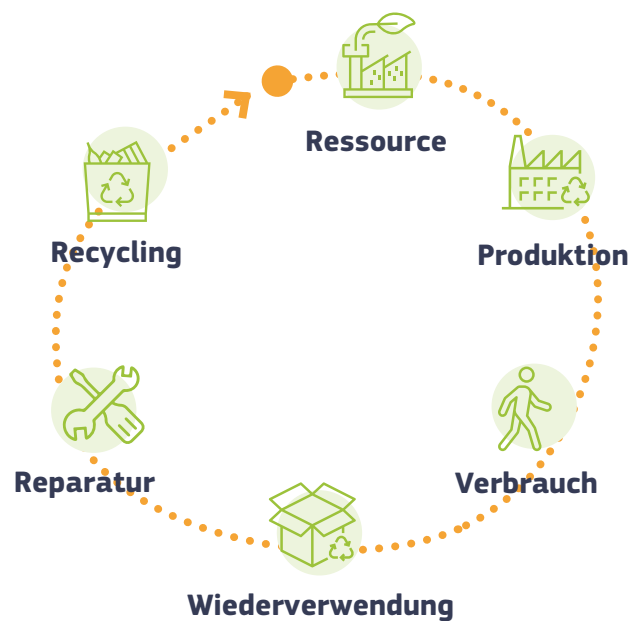 Ressource
Produktion
Verbrauch
Wiederverwendung
Reparatur
Recycling